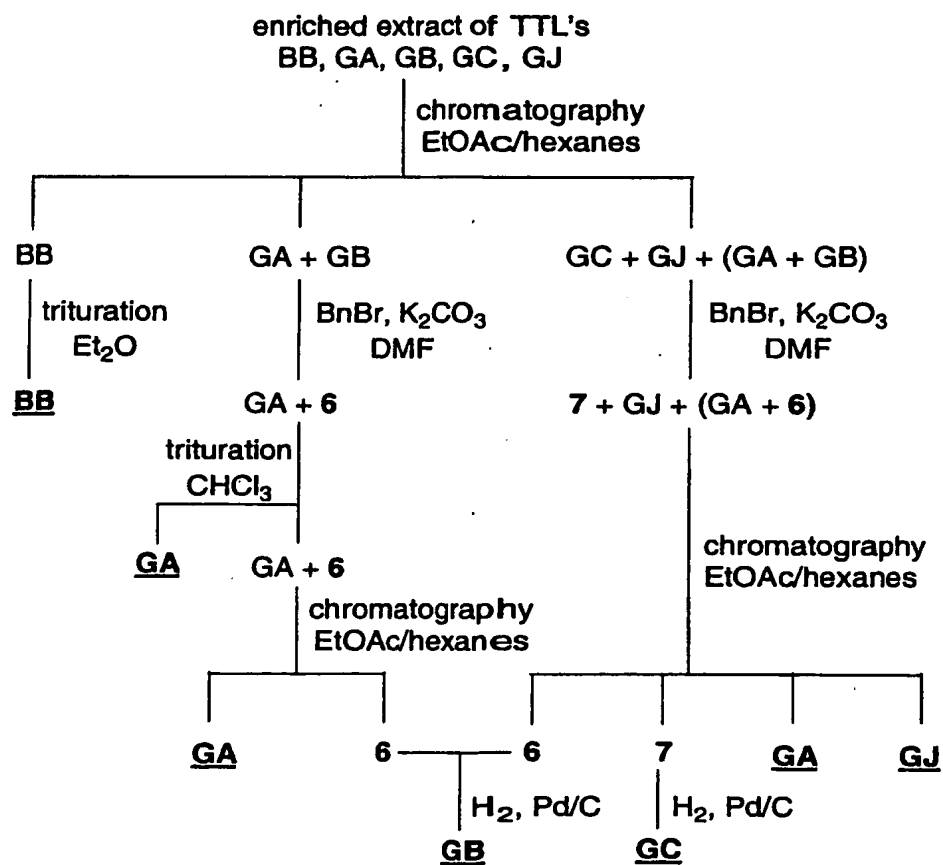 enriched extract of TTL's
BB, GA, GB, GC, GJ
chromatography
EtOAc/hexanes
BB
GA + GB
GC + GJ + (GA + GB)
trituration
Et₂O
BnBr, K₂CO₃
DMF
BnBr, K₂CO₃
DMF
BB
GA + 6
7 + GJ + (GA + 6)
trituration
CHCl₃
GA
GA + 6
chromatography
EtOAc/hexanes
chromatography
EtOAc/hexanes
GA
6
6
7
GA
GJ
H₂, Pd/C
H₂, Pd/C
GB
GC